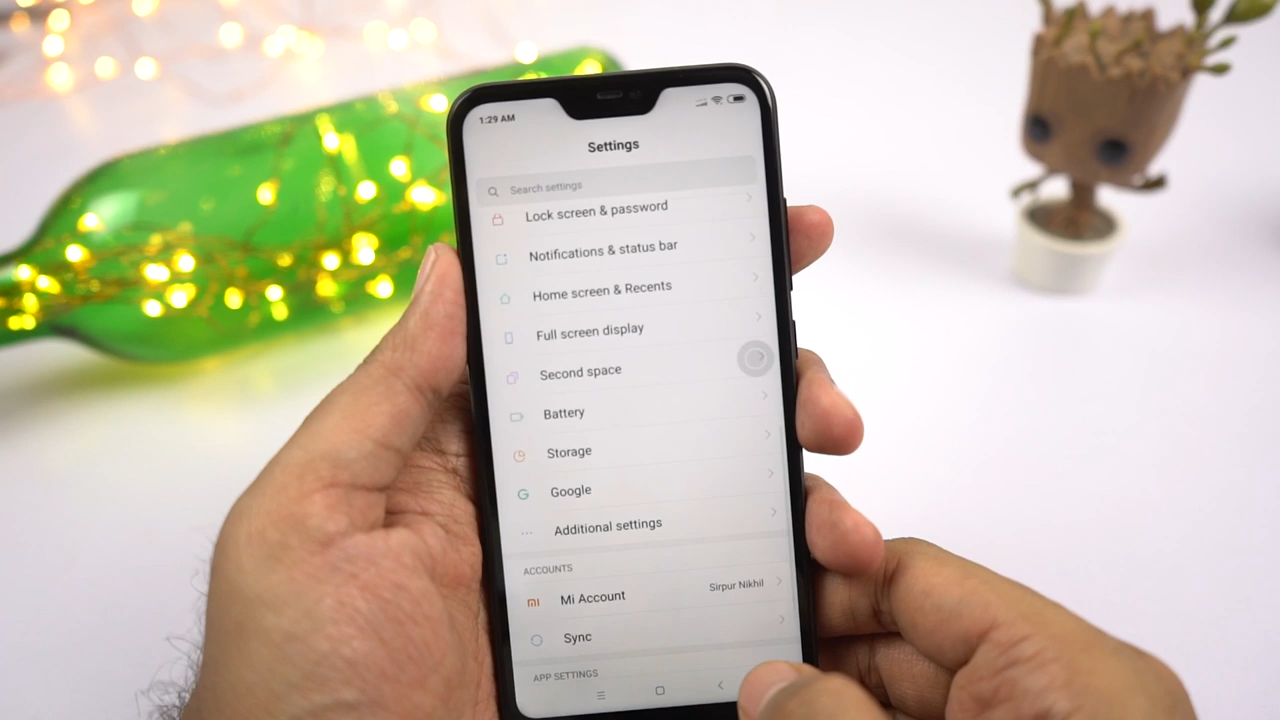 1:29 AM
Settings
Search settings
Lock screen & password
Notifications & status bar
Home screen & Recents
Full screen display
Second space
Battery
Storage
Google
Additional settings
ACCOUNTS
Mi Account Sirpur Nikhil
Sync
APP SETTINGS